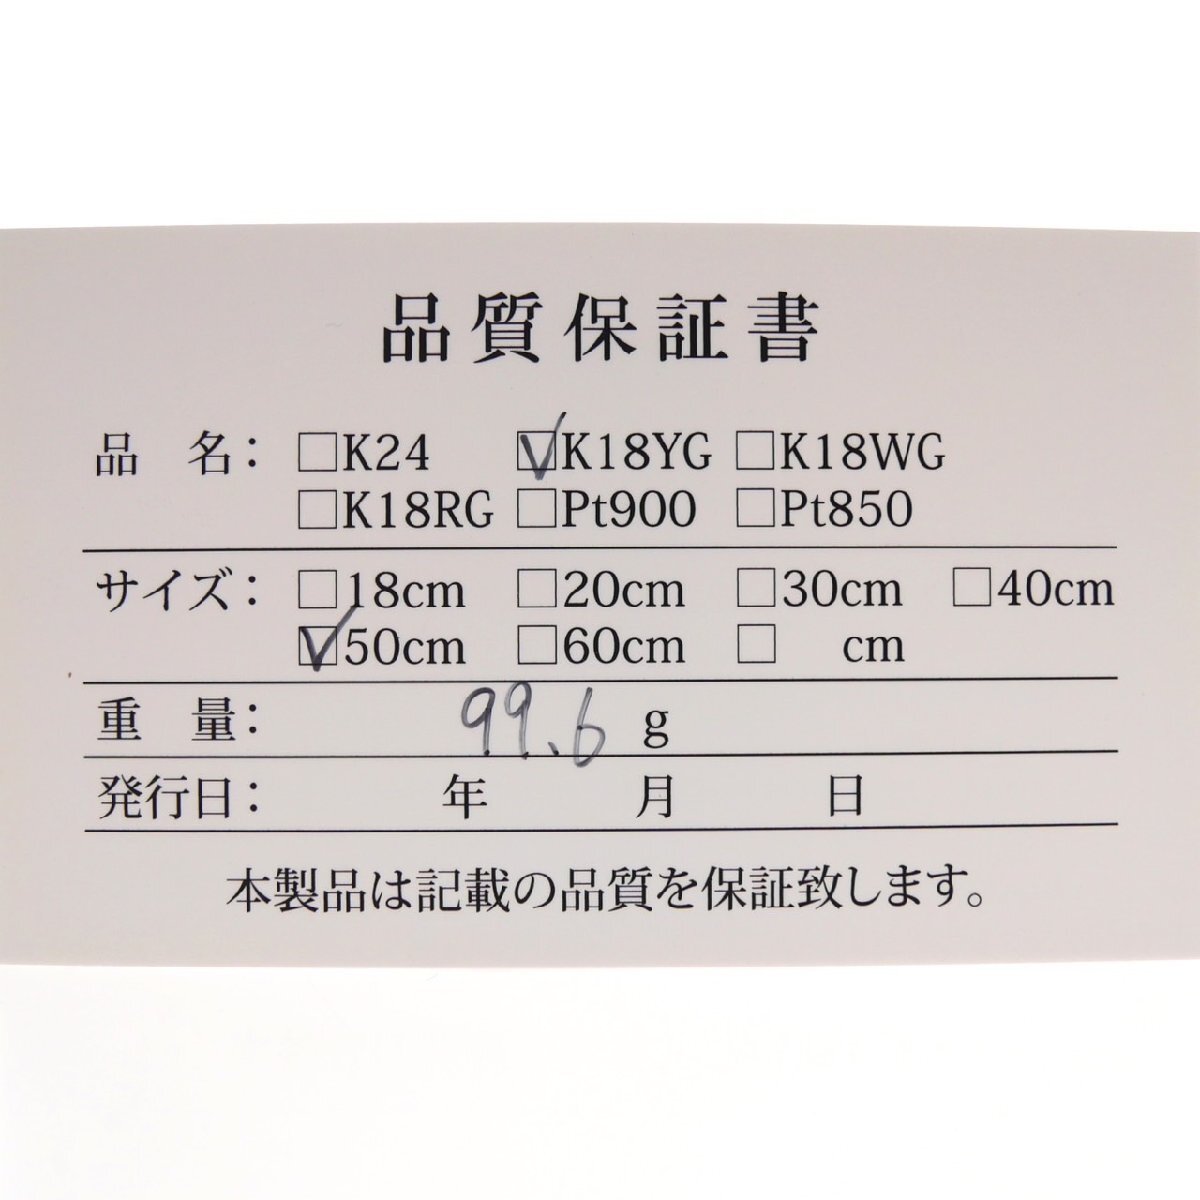 品質保証書
品 名： □K24 ☑K18YG □K18WG
□K18RG □Pt900 □Pt850
サイズ： □18cm □20cm □30cm □40cm
☑50cm □60cm □ cm
重 量： 99.6 g
発行日： 年 月 日
本製品は記載の品質を保証致します。